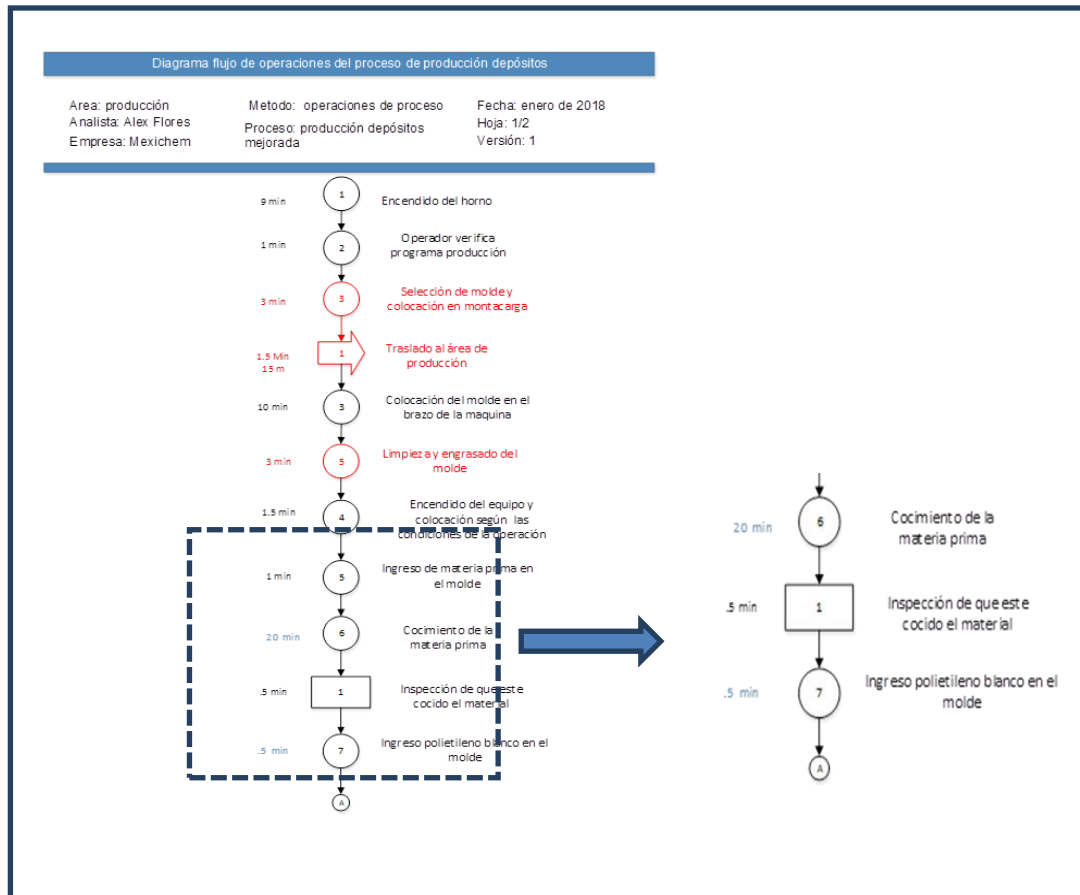 Diagrama flujo de operaciones del proceso de producción depósitos
Area: producción
Analista: Alex Flores
Empresa: Mexichem
Metodo: operaciones de proceso
Proceso: producción depósitos
mejorada
Fecha: enero de 2018
Hoja: 1/2
Versión: 1
9 min
1
Encendido del horno
1 min
2
Operador verifica
programa producción
3 min
3
Selección de molde y
colocación en montacarga
1.5 Min
15 m
1
Traslado al área de
producción
10 min
3
Colocación del molde en el
brazo de la maquina
3 min
5
Limpieza y engrasado del
molde
1.5 min
4
Encendido del equipo y
colocación según las
condiciones de la operación
1 min
5
Ingreso de materia prima en
el molde
20 min
6
Cocimiento de la
materia prima
.5 min
1
Inspección de que este
cocido el material
.5 min
7
Ingreso polietileno blanco en el
molde
A
20 min
6
Cocimiento de la
materia prima
.5 min
1
Inspección de que este
cocido el material
.5 min
7
Ingreso polietileno blanco en el
molde
A